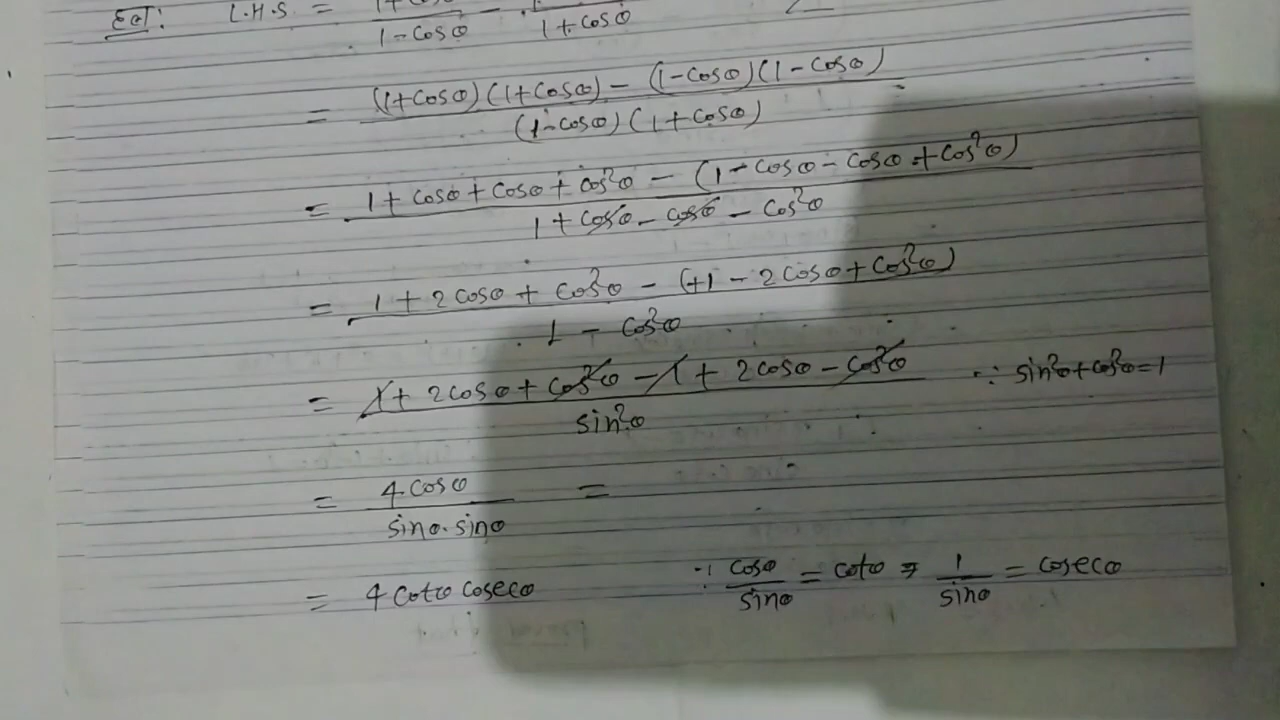 हल: L.H.S = 1+cosθ / 1-cosθ - / 1+cosθ
= (1+cosθ)(1+cosθ) - (1-cosθ)(1-cosθ) / (1-cosθ)(1+cosθ)
= 1+cosθ+cosθ+cos²θ - (1-cosθ-cosθ+cos²θ) / 1+cosθ-cosθ-cos²θ
= 1+2cosθ+cos²θ - (+1-2cosθ+cos²θ) / 1-cos²θ
= 1+2cosθ+cos²θ-1+2cosθ-cos²θ / sin²θ ∵ sin²θ+cos²θ=1
= 4cosθ / sinθ·sinθ =
= 4cotθ cosecθ ∵ cosθ/sinθ = cotθ ⇒ 1/sinθ = cosecθ